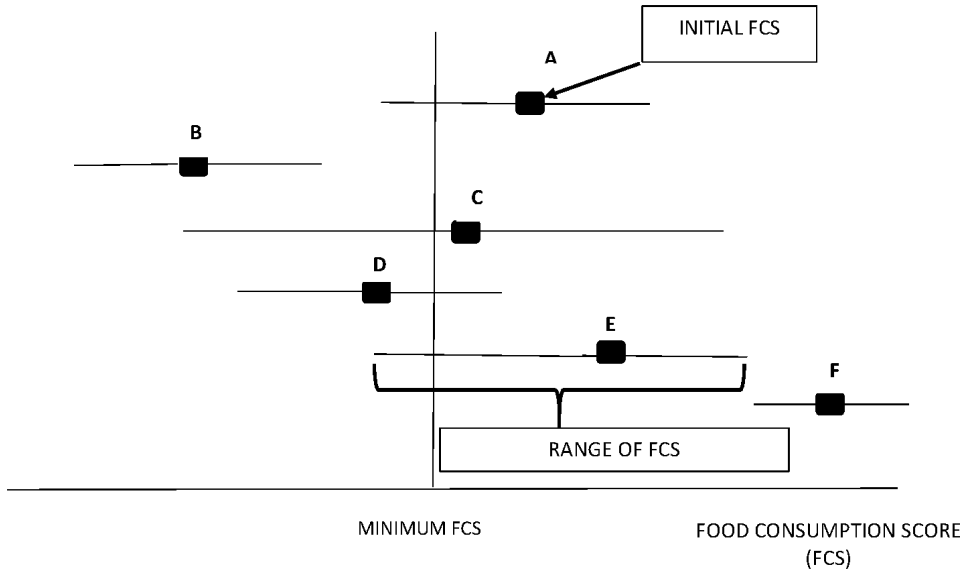 INITIAL FCS
A
B
C
D
E
F
RANGE OF FCS
MINIMUM FCS
FOOD CONSUMPTION SCORE
(FCS)